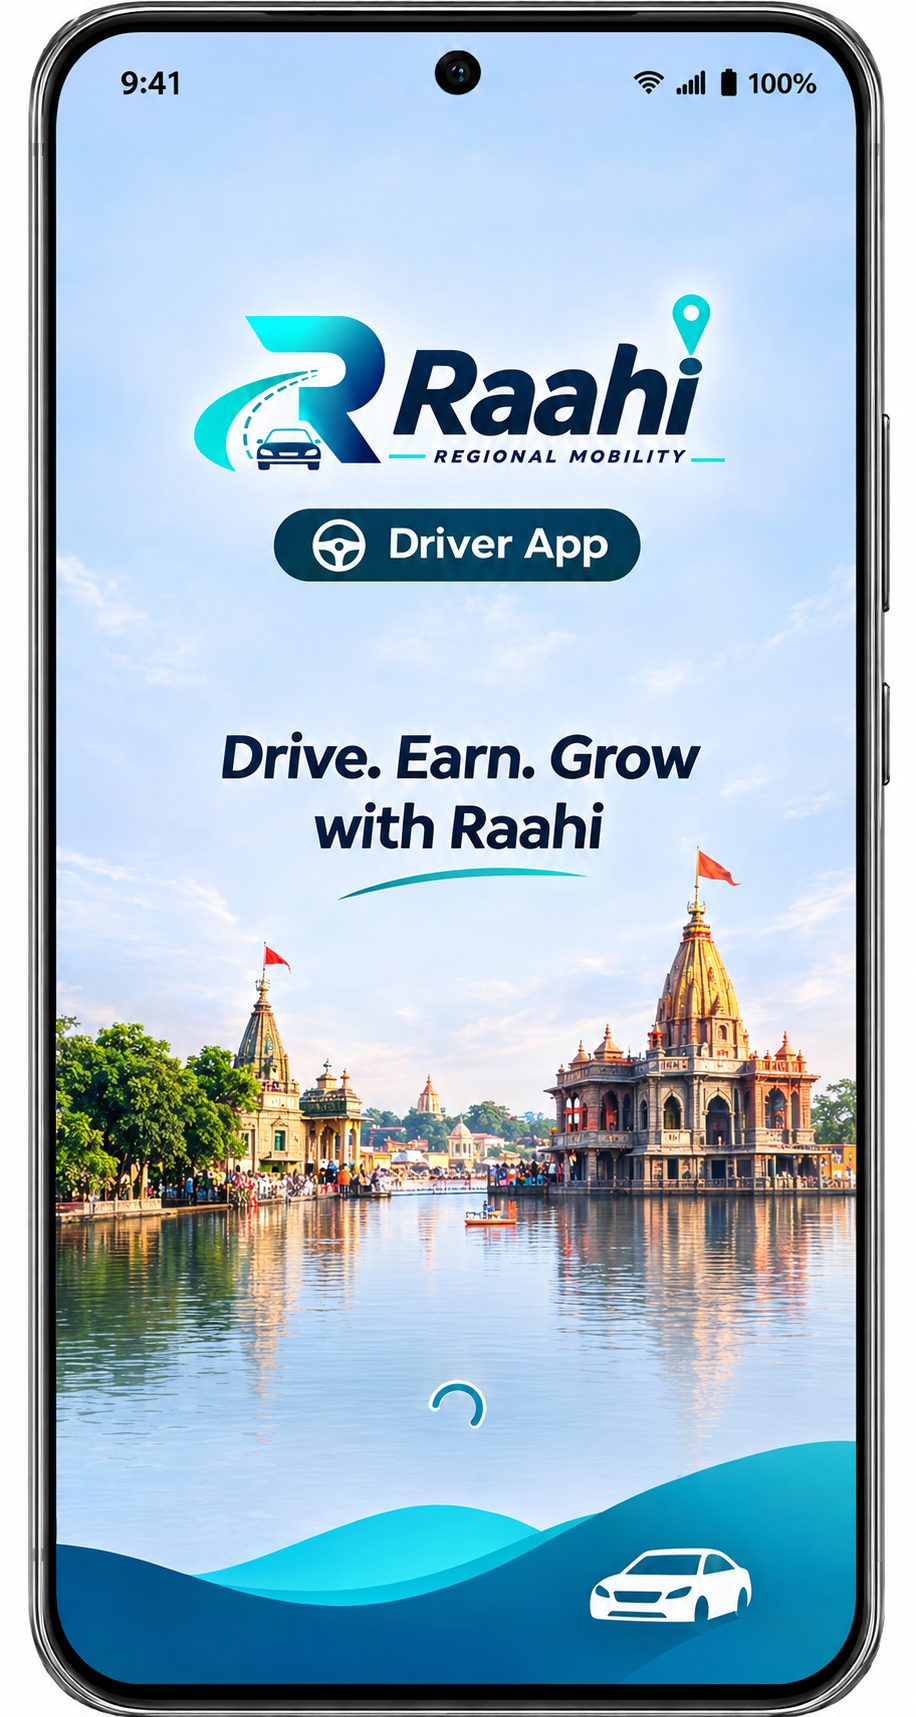 9:41
100%
Raahi
REGIONAL MOBILITY
Driver App
Drive. Earn. Grow
with Raahi